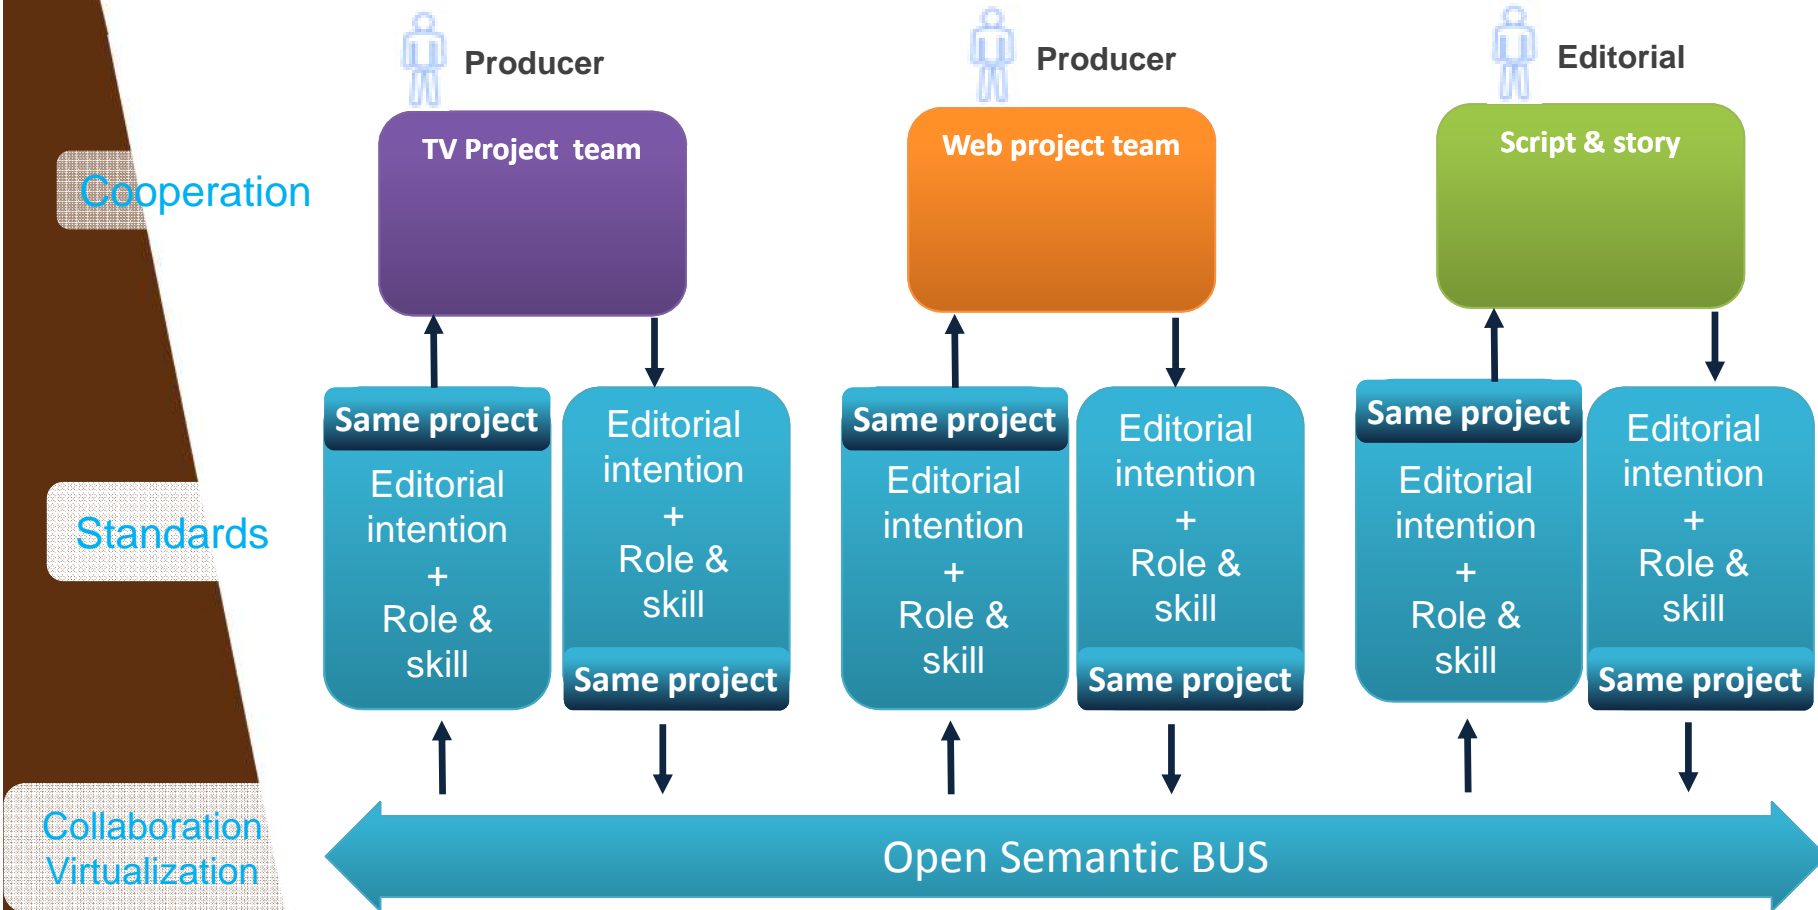 Producer
Producer
Editorial
TV Project team
Web project team
Script & story
Cooperation
Same project
Editorial
intention
+
Role &
skill
Editorial
intention
+
Role &
skill
Same project
Same project
Editorial
intention
+
Role &
skill
Editorial
intention
+
Role &
skill
Same project
Same project
Editorial
intention
+
Role &
skill
Editorial
intention
+
Role &
skill
Same project
Standards
Collaboration
Virtualization
Open Semantic BUS